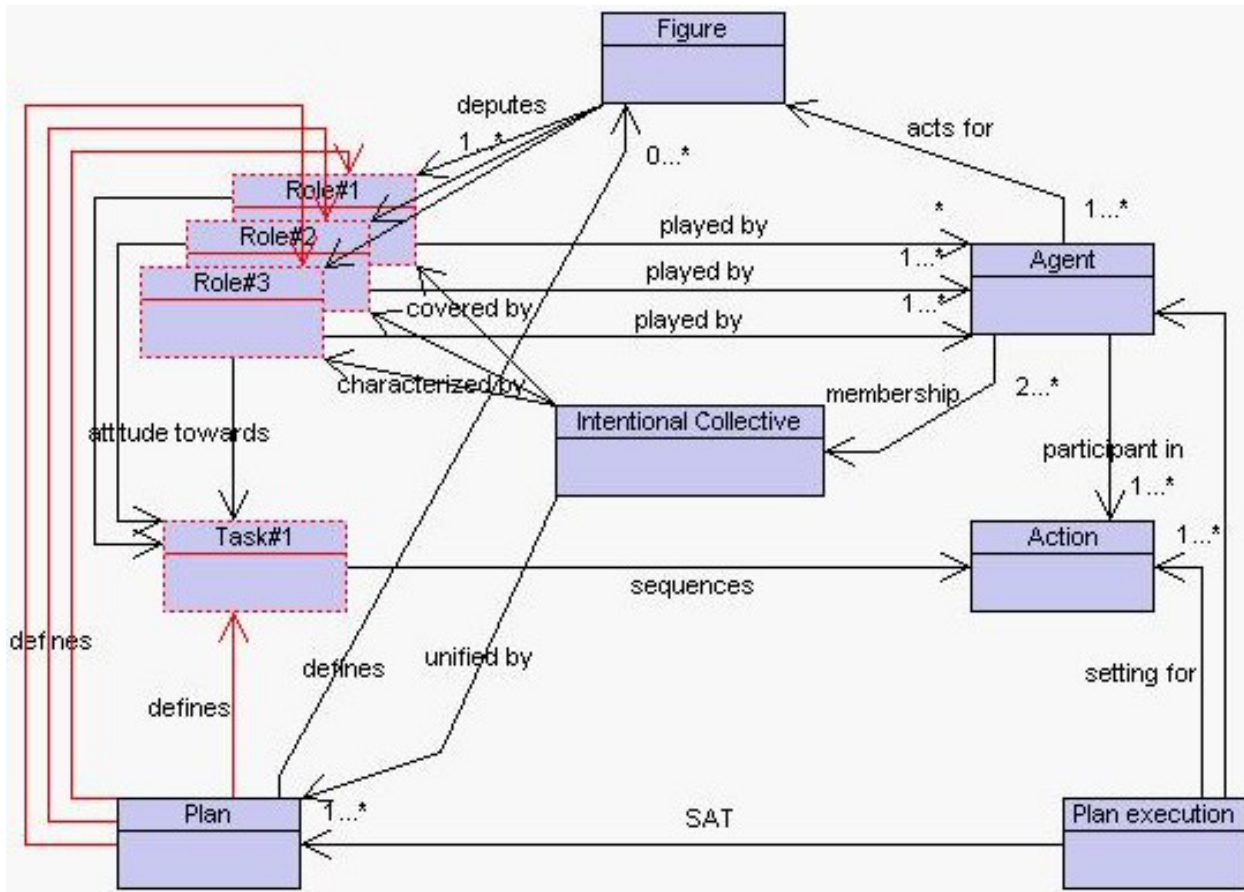 Figure
deputes
1...*
acts for
0...*
Role#1
1...*
*
Role#2
played by
1...*
Agent
Role#3
played by
1...*
covered by
played by
characterized by
membership
2...*
Intentional Collective
attitude towards
participant in
1...*
Task#1
Action
1...*
sequences
defines
unified by
defines
setting for
defines
Plan
1...*
SAT
Plan execution